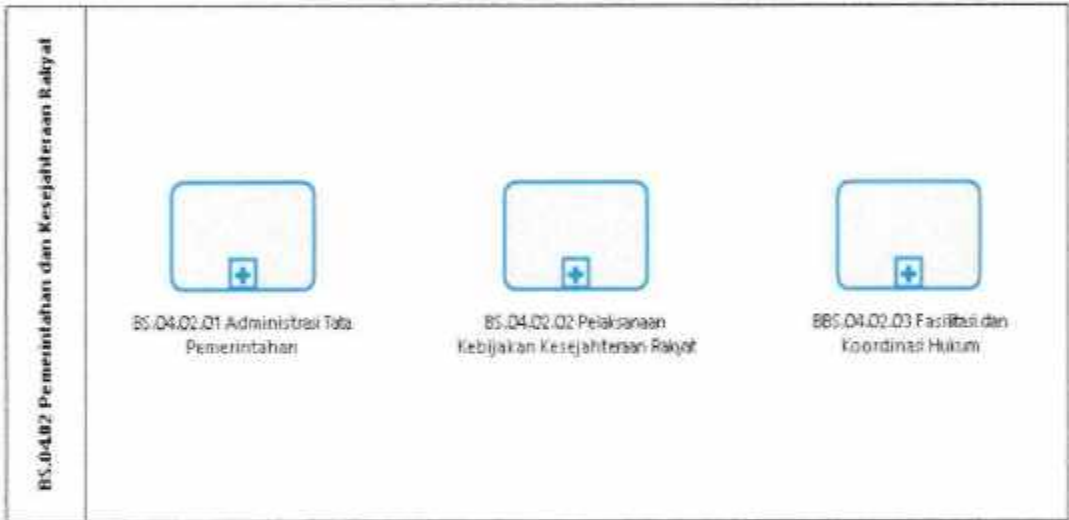 BS.04.02 Pemerintahan dan Kesejahteraan Rakyat
BS.04.02.01 Administrasi Tata
Pemerintahan
BS.04.02.02 Pelaksanaan
Kebijakan Kesejahteraan Rakyat
BBS.04.02.03 Fasilitasi dan
Koordinasi Hukum